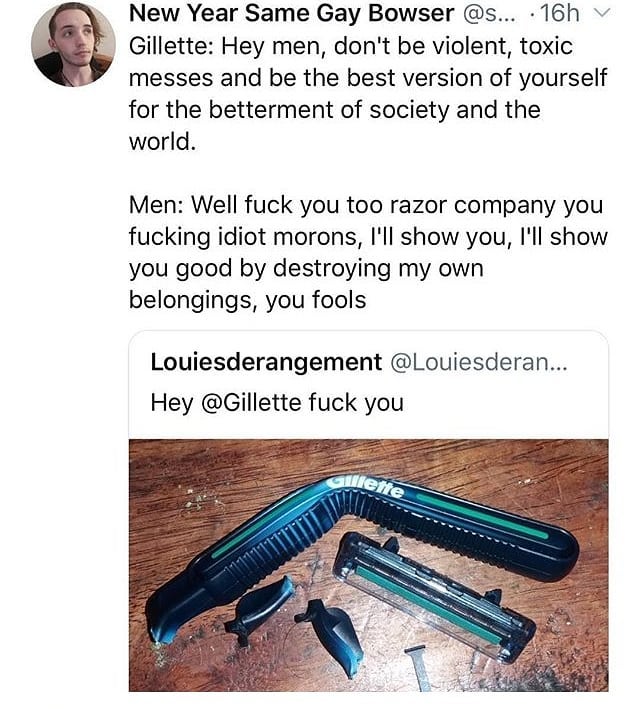 New Year Same Gay Bowser @s... · 16h
Gillette: Hey men, don't be violent, toxic
messes and be the best version of yourself
for the betterment of society and the
world.
Men: Well fuck you too razor company you
fucking idiot morons, I'll show you, I'll show
you good by destroying my own
belongings, you fools
Louiesderangement @Louiesderan...
Hey @Gillette fuck you
Gillette